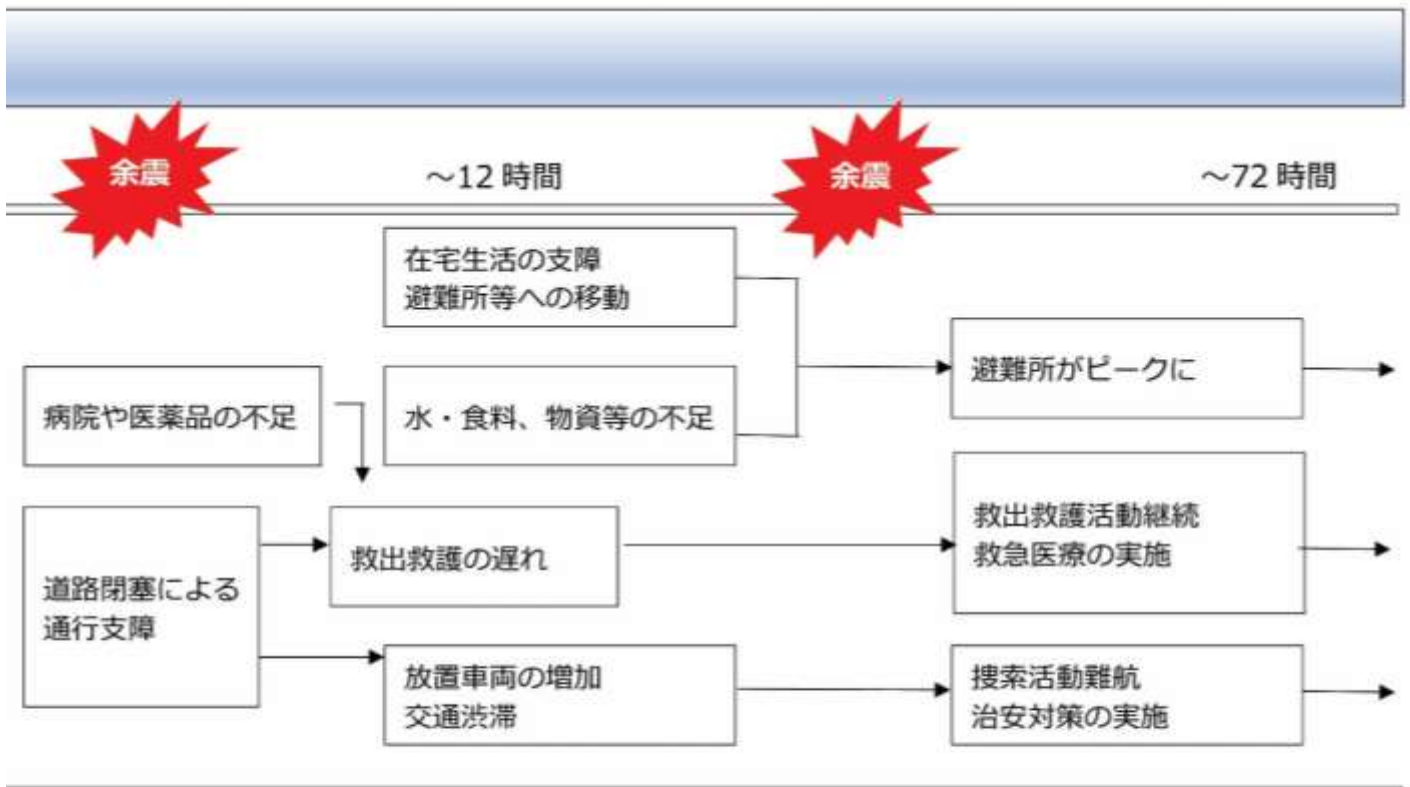 余震
～12 時間
余震
～72 時間
在宅生活の支障
避難所等への移動
避難所がピークに
病院や医薬品の不足
水・食料、物資等の不足
救出救護活動継続
救急医療の実施
救出救護の遅れ
道路閉塞による
通行支障
放置車両の増加
交通渋滞
捜索活動難航
治安対策の実施